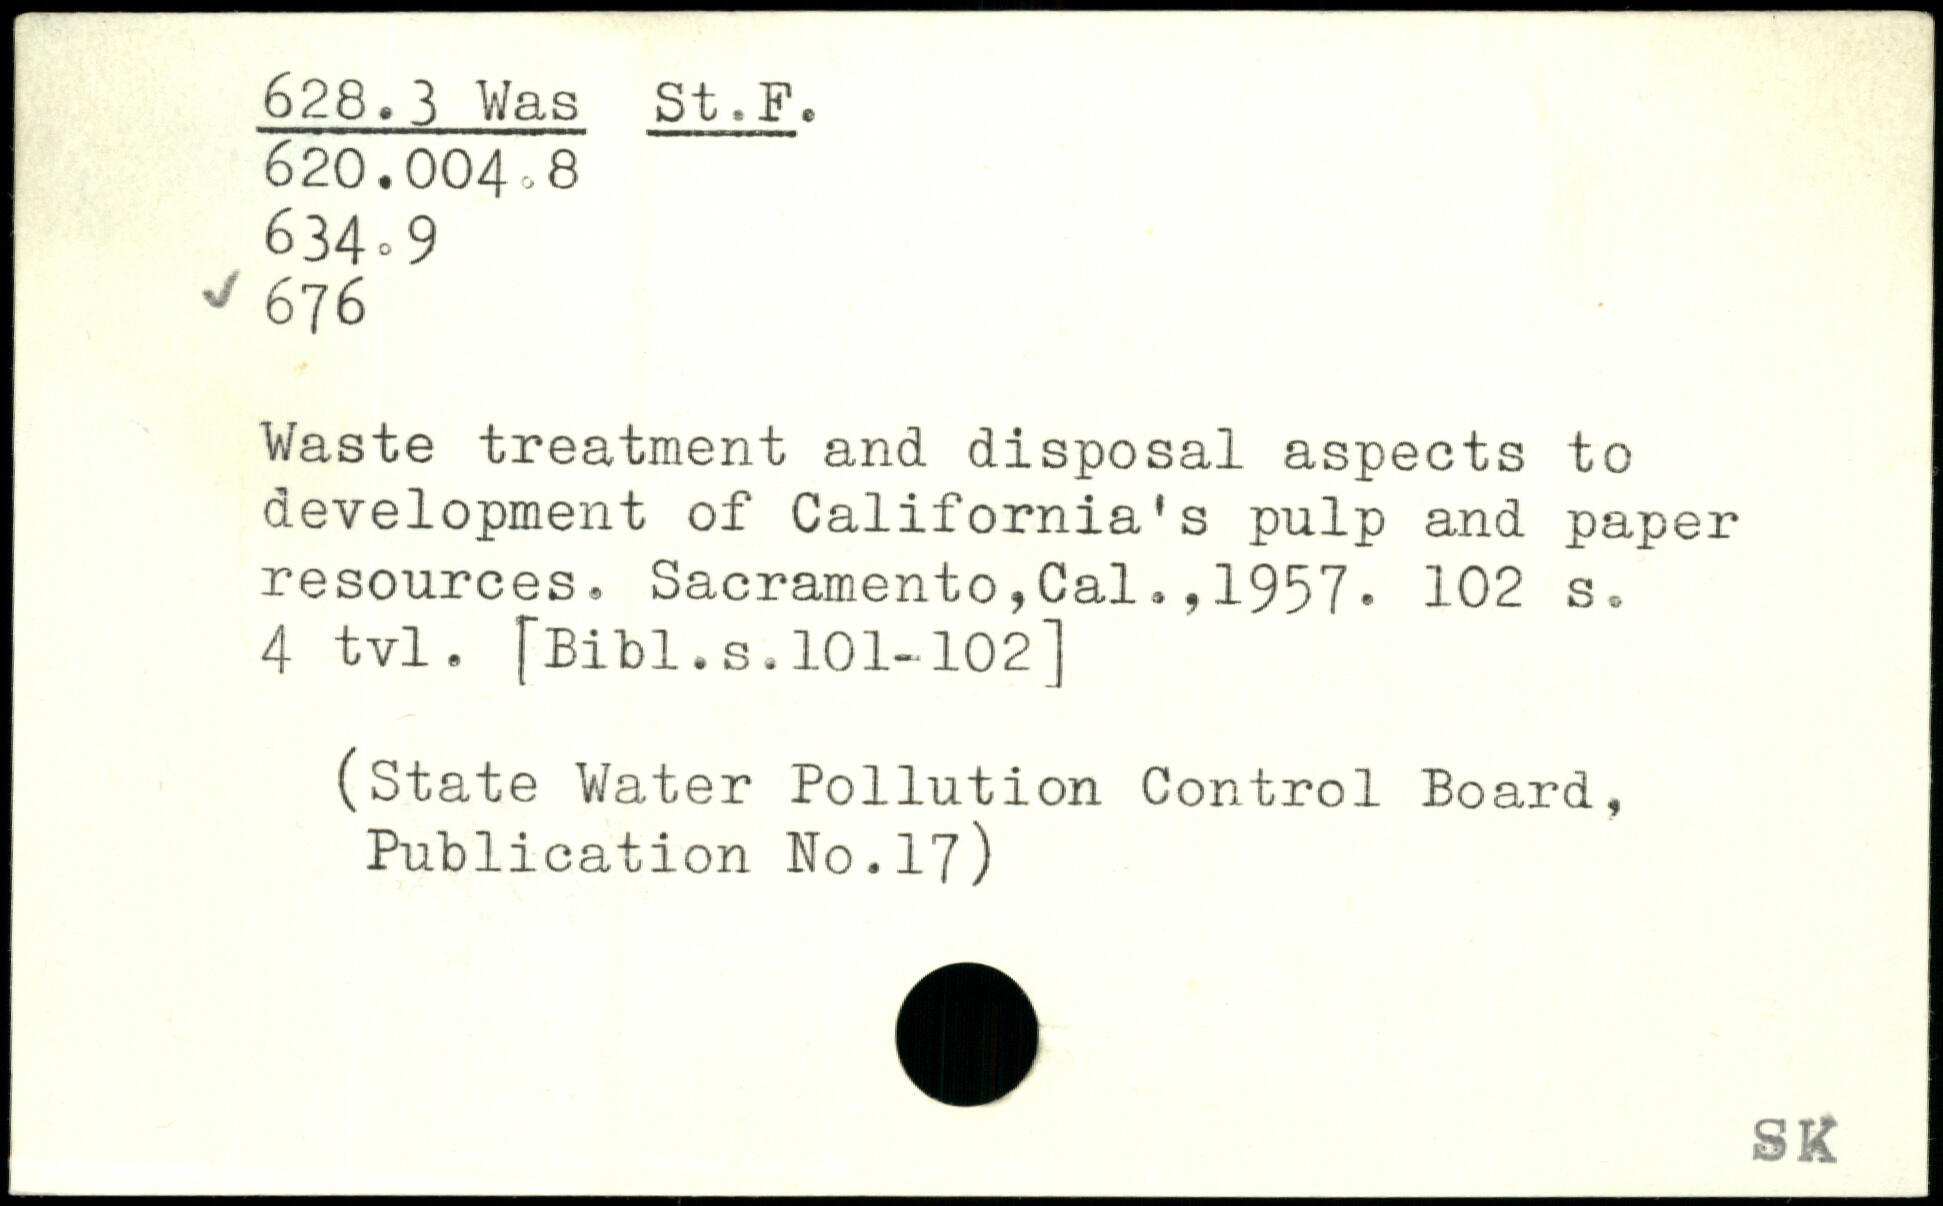 628.3 Was St.F.
620.004.8
634.9
✓ 676
Waste treatment and disposal aspects to
development of California's pulp and paper
resources. Sacramento,Cal.,1957. 102 s.
4 tvl. [Bibl.s.101-102]
(State Water Pollution Control Board,
Publication No.17)
SK